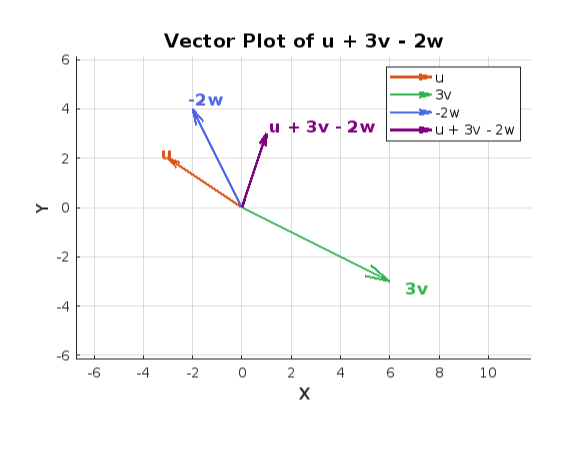 Vector Plot of u + 3v - 2w
6
4
2
0
-2
-4
-6
Y
-2w
u + 3v - 2w
u
3v
u
3v
-2w
u + 3v - 2w
-6 -4 -2 0 2 4 6 8 10
X